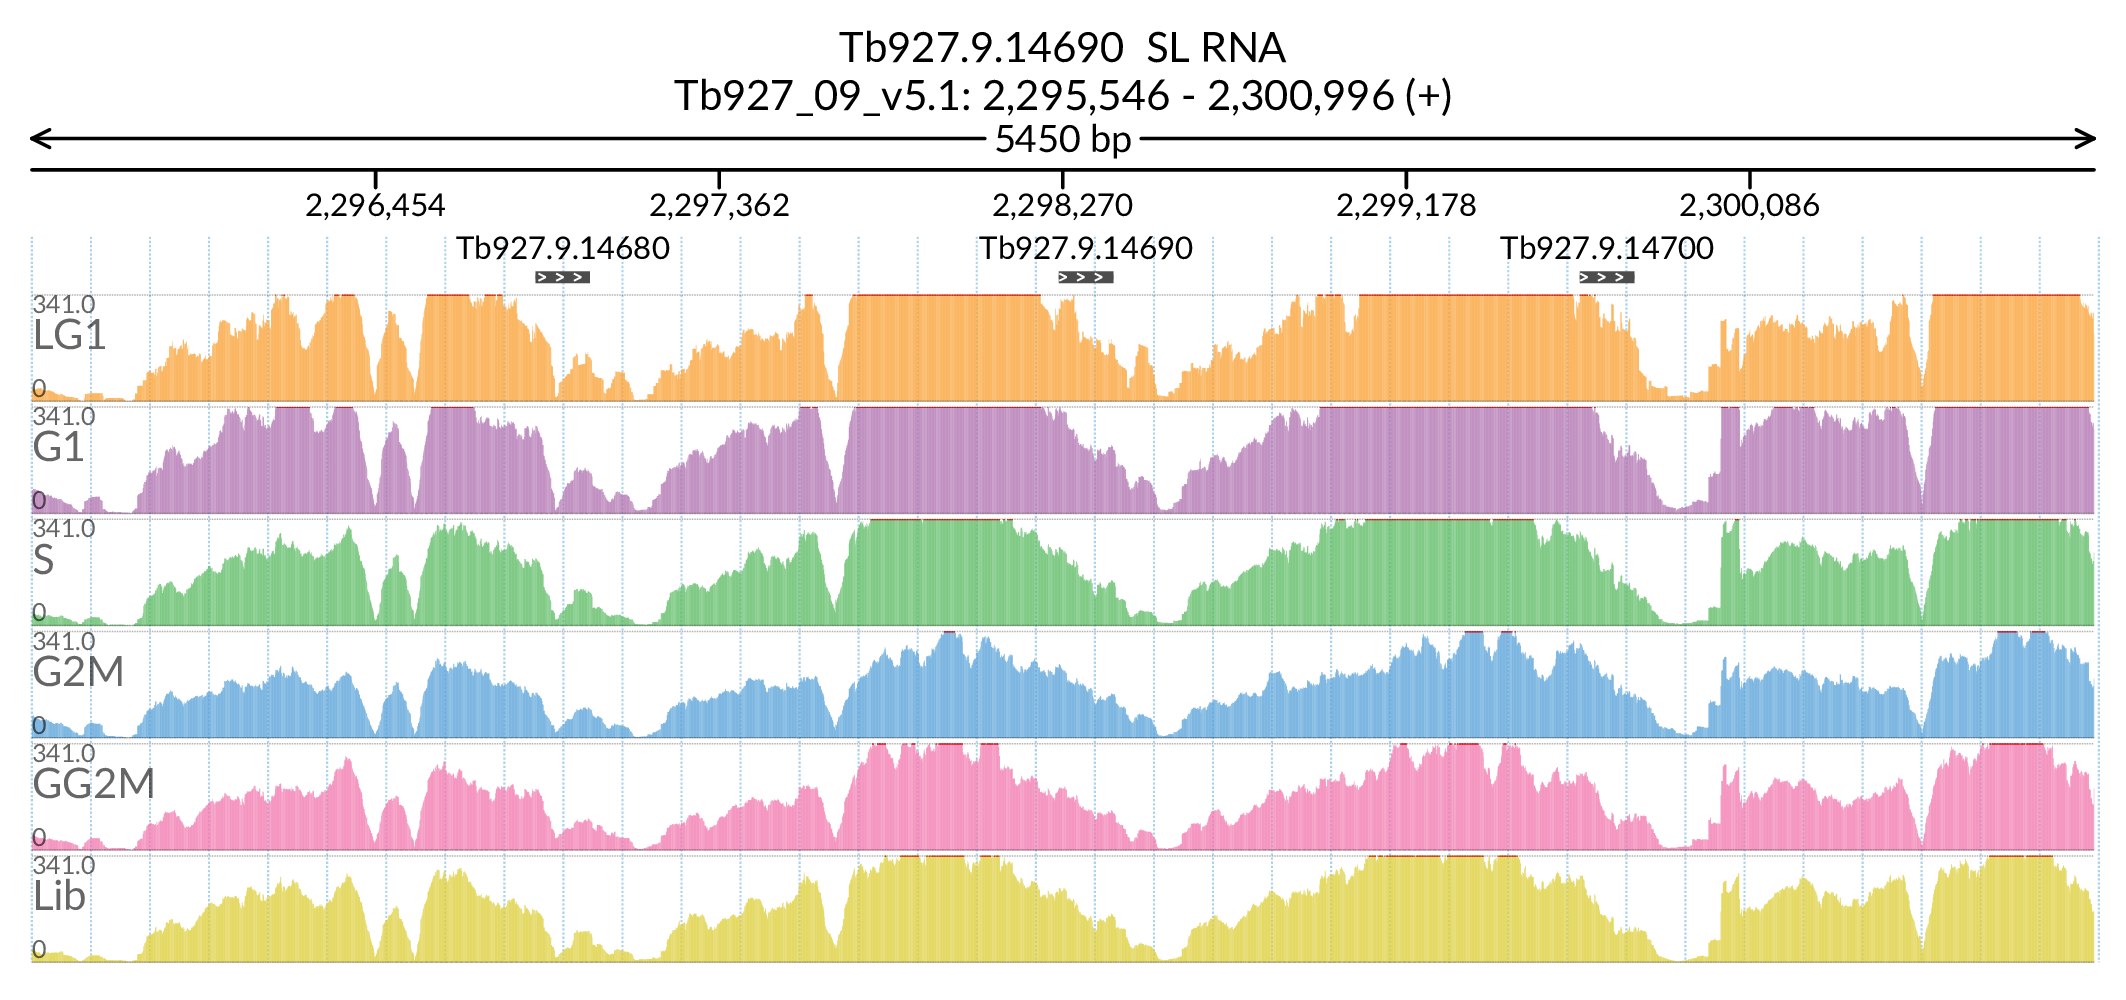 Tb927.9.14690 SL RNA
Tb927_09_v5.1: 2,295,546 - 2,300,996 (+)
5450 bp
2,296,454 2,297,362 2,298,270 2,299,178 2,300,086
Tb927.9.14680 Tb927.9.14690 Tb927.9.14700
> > > > > > > > >
341.0
LG1
0
341.0
G1
0
341.0
S
0
341.0
G2M
0
341.0
GG2M
0
341.0
Lib
0